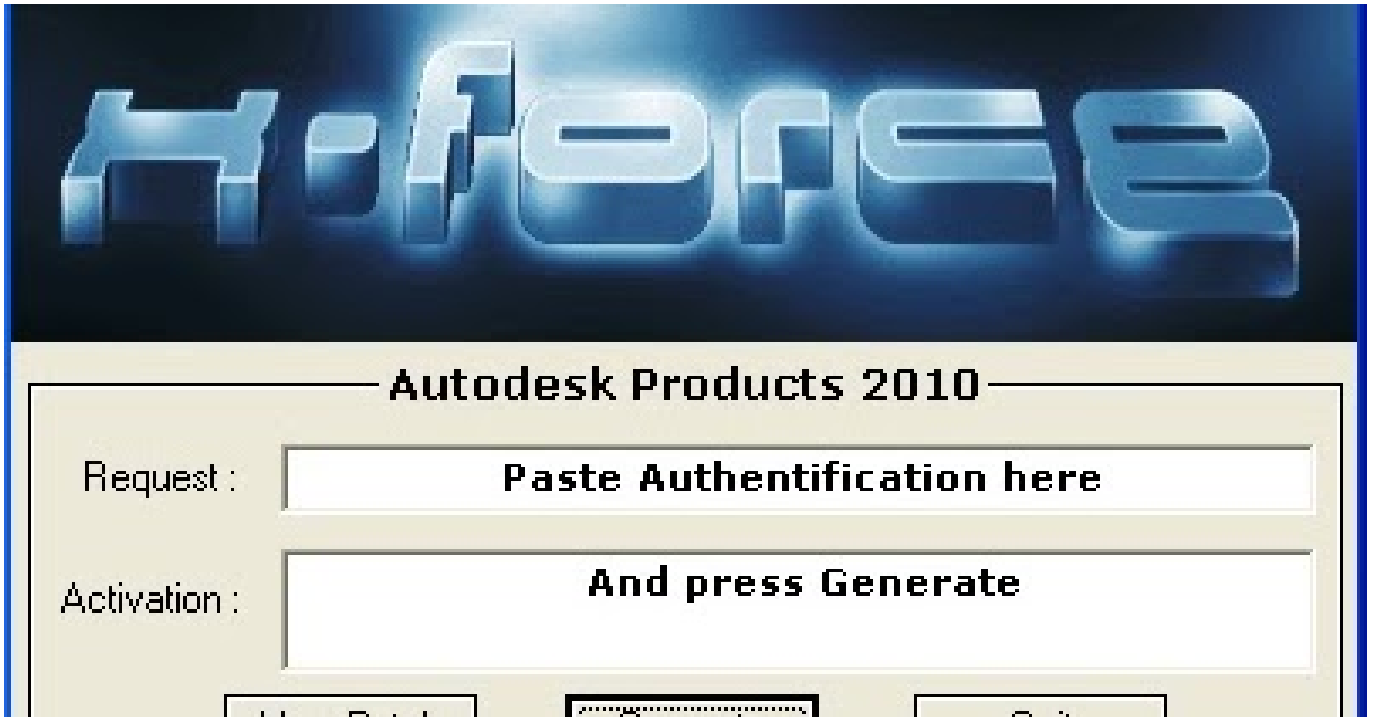 X-force
Autodesk Products 2010
Request :
Paste Authentification here
Activation :
And press Generate